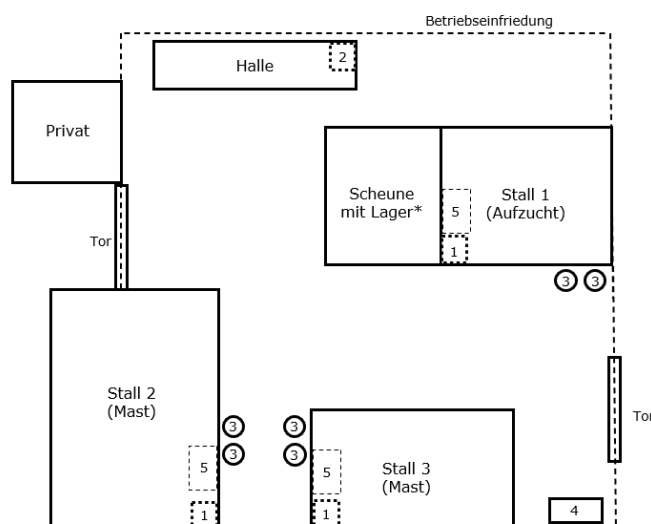 Betriebseinfriedung
Halle
2
Privat
Scheune
mit Lager*
Stall 1
(Aufzucht)
5
1
Tor
3
3
Stall 2
(Mast)
3
3
3
3
Tor
Stall 3
(Mast)
5
5
1
1
4